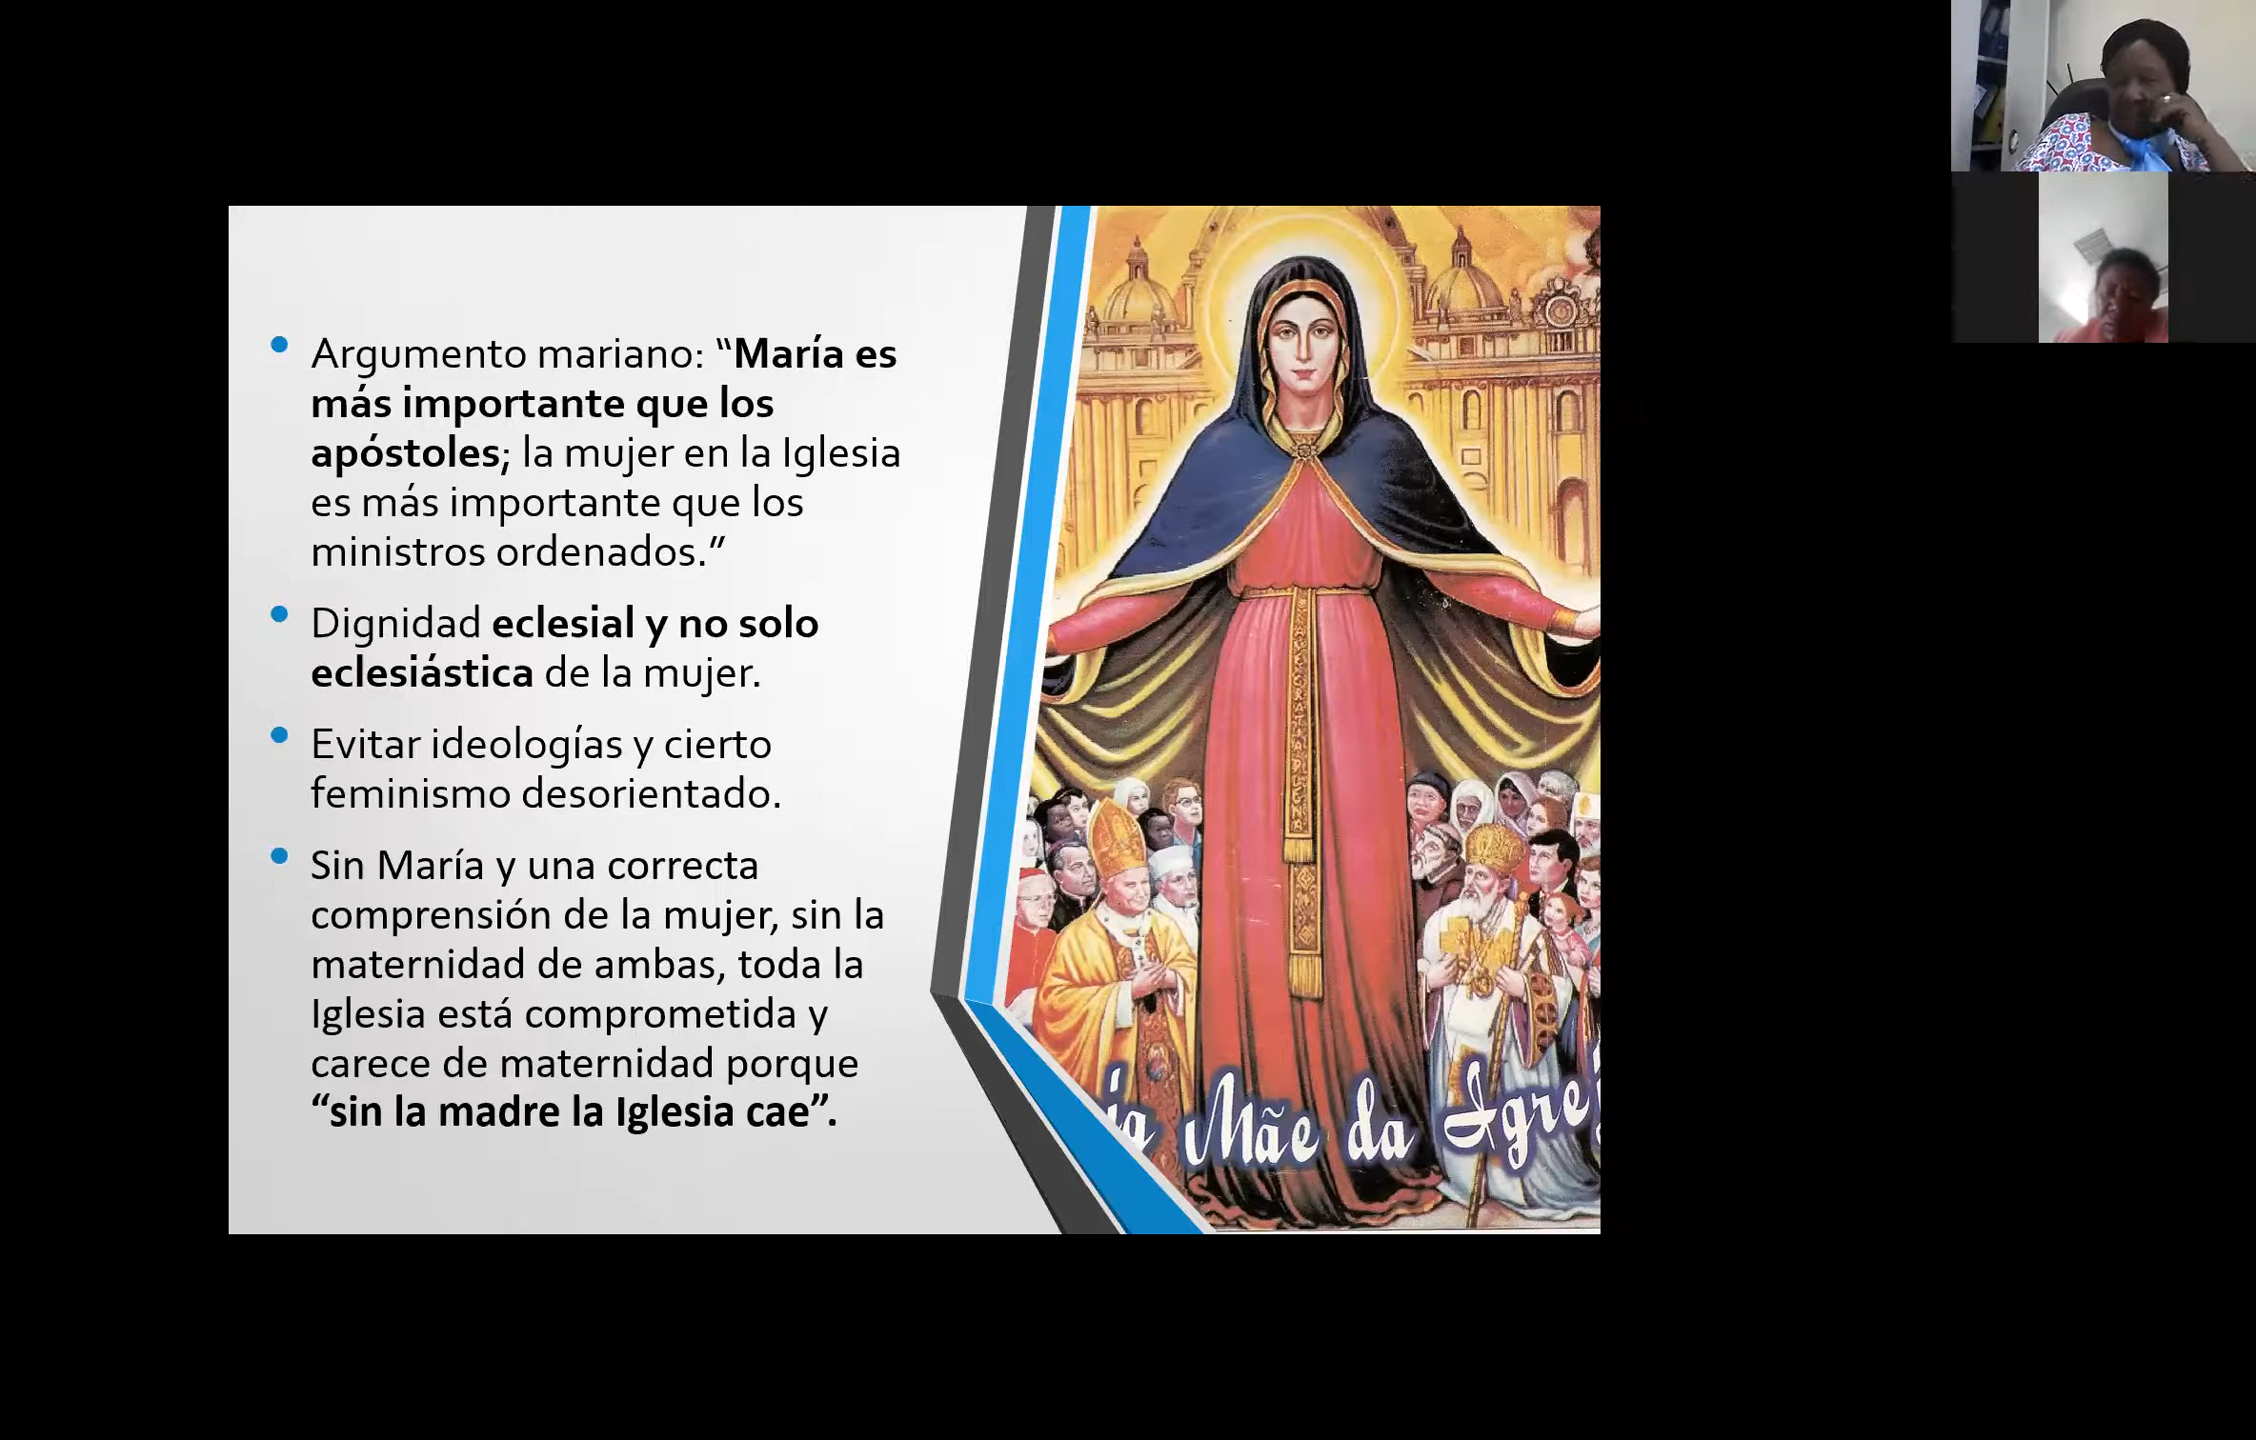 Argumento mariano: “María es
más importante que los
apóstoles; la mujer en la Iglesia
es más importante que los
ministros ordenados.”
Dignidad eclesial y no solo
eclesiástica de la mujer.
Evitar ideologías y cierto
feminismo desorientado.
Sin María y una correcta
comprensión de la mujer, sin la
maternidad de ambas, toda la
Iglesia está comprometida y
carece de maternidad porque
“sin la madre la Iglesia cae”.
Mãe da